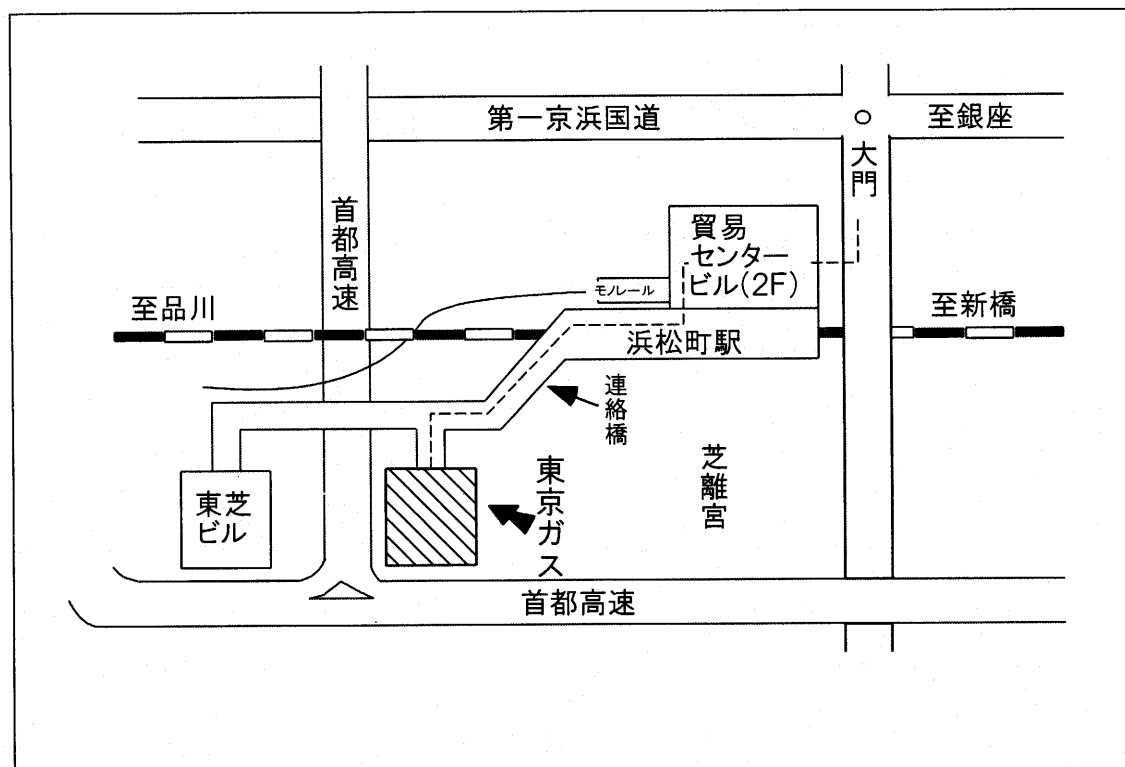 第一京浜国道
至銀座
大門
首都高速
貿易
センター
ビル(2F)
モノレール
至品川
至新橋
浜松町駅
連絡橋
芝離宮
東京ガス
東芝
ビル
首都高速